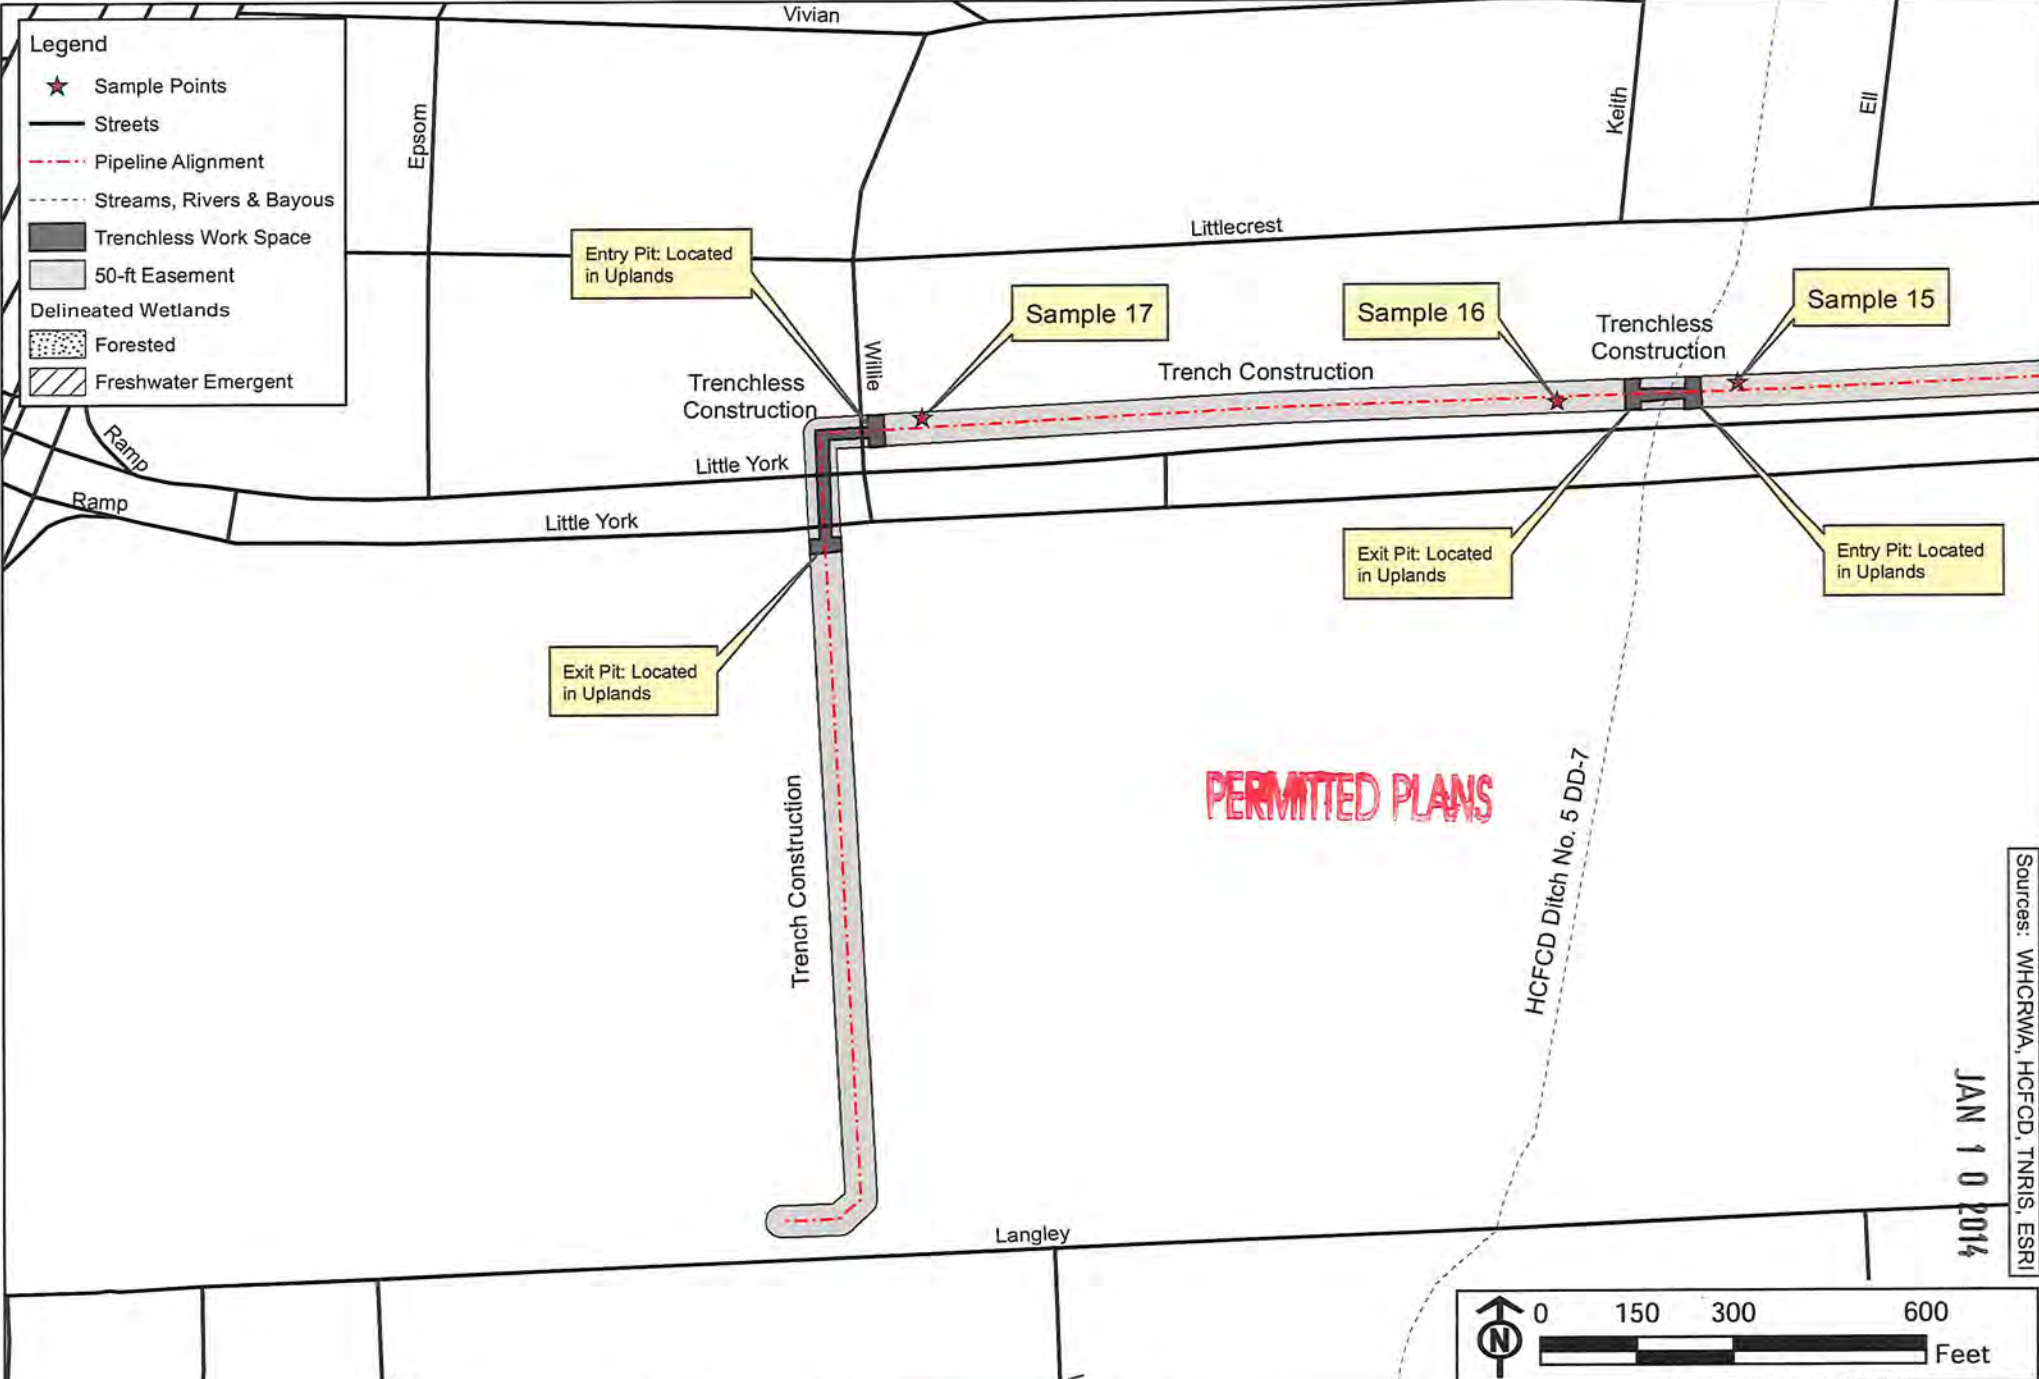 Vivian
Legend
Sample Points
Streets
Pipeline Alignment
Streams, Rivers & Bayous
Trenchless Work Space
50-ft Easement
Delineated Wetlands
Forested
Freshwater Emergent
Epsom
Keith
Ell
Littlecrest
Entry Pit: Located
in Uplands
Sample 17
Sample 16
Sample 15
Trenchless
Construction
Willie
Trench Construction
Trenchless
Construction
Ramp
Ramp
Little York
Little York
Exit Pit: Located
in Uplands
Entry Pit: Located
in Uplands
Exit Pit: Located
in Uplands
Trench Construction
PERMITTED PLANS
HCFCD Ditch No. 5 DD-7
Sources: WHCRWA, HCFCD, TNRIS, ESRI
JAN 10 2014
Langley
N
0 150 300 600
Feet